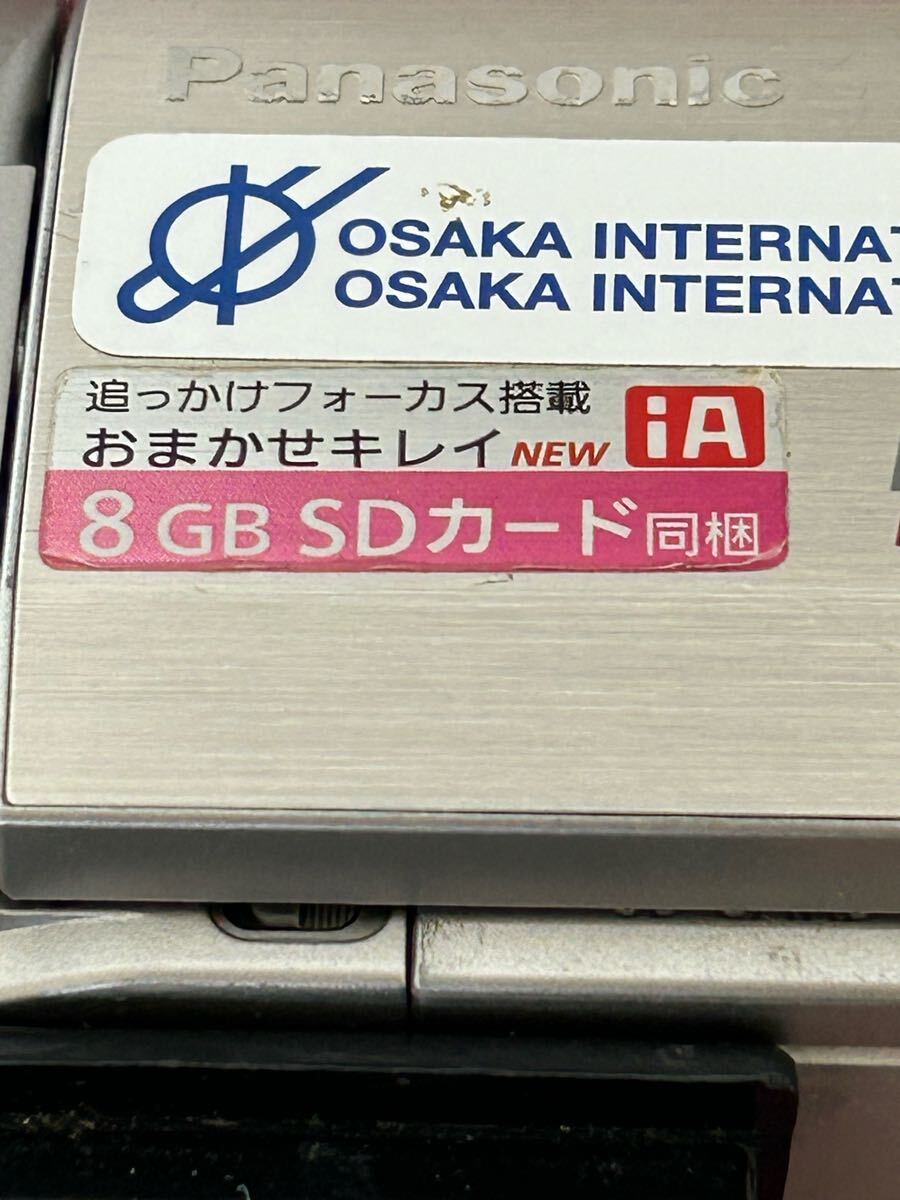 Panasonic
OSAKA INTERNAT
OSAKA INTERNAT
追っかけフォーカス搭載
おまかせキレイ NEW iA
8 GB SDカード同梱